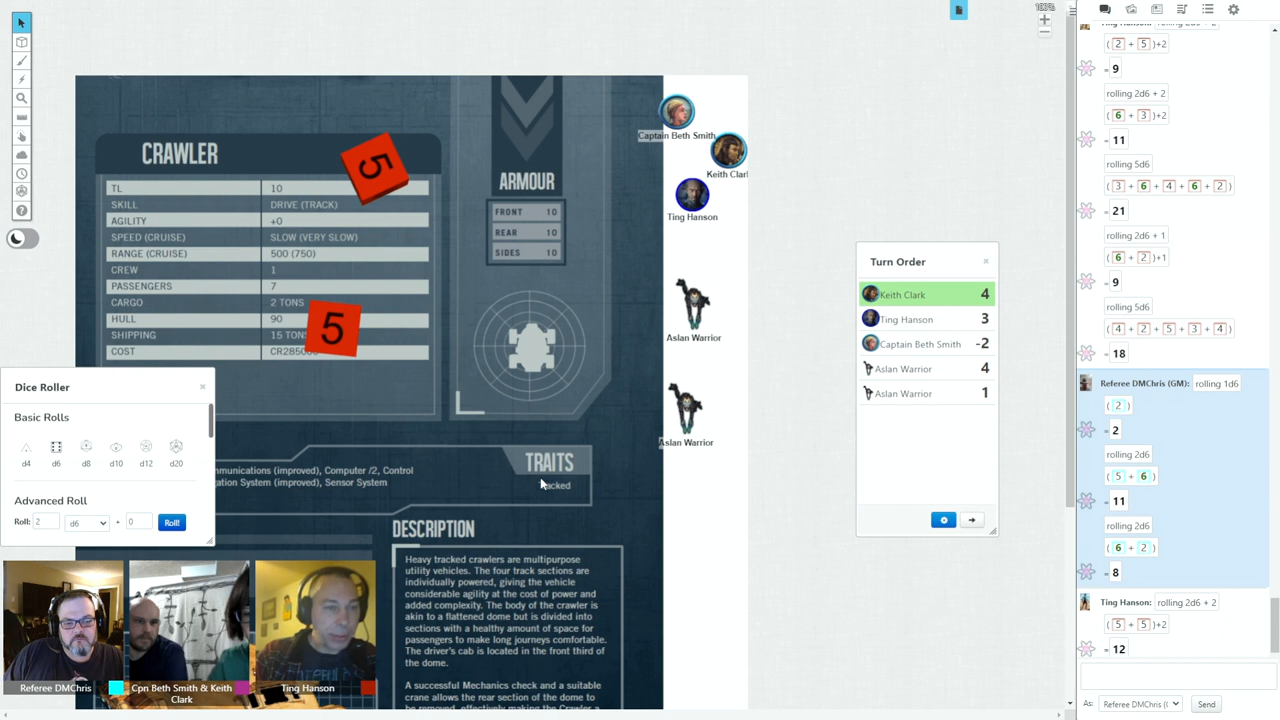 100%
CRAWLER
TL 10
SKILL DRIVE (TRACK)
AGILITY +0
SPEED (CRUISE) SLOW (VERY SLOW)
RANGE (CRUISE) 500 (750)
CREW 1
PASSENGERS 7
CARGO 2 TONS
HULL 90
SHIPPING 15 TON
COST CR285
5
5
ARMOUR
FRONT 10
REAR 10
SIDES 10
Captain Beth Smith
Keith Clar
Ting Hanson
Aslan Warrior
Aslan Warrior
TRAITS
acked
mmunications (improved), Computer /2, Control
ation System (improved), Sensor System
DESCRIPTION
Heavy tracked crawlers are multipurpose
utility vehicles. The four track sections are
individually powered, giving the vehicle
considerable agility at the cost of power and
added complexity. The body of the crawler is
akin to a flattened dome but is divided into
sections with a healthy amount of space for
passengers to make long journeys comfortable.
The driver's cab is located in the front third of
the dome.
A successful Mechanics check and a suitable
crane allows the rear section of the dome to
be removed, effectively making the Crawler a
Dice Roller ×
Basic Rolls
d4 d6 d8 d10 d12 d20
Advanced Roll
Roll: 2 d6 + 0 Roll!
Referee DMChris
Cpn Beth Smith & Keith
Clark
Ting Hanson
Turn Order ×
Keith Clark 4
Ting Hanson 3
Captain Beth Smith -2
Aslan Warrior 4
Aslan Warrior 1
Ting Hanson: rolling 2d6 + 2
(2 + 5)+2
= 9
rolling 2d6 + 2
(6 + 3)+2
= 11
rolling 5d6
(3 + 6 + 4 + 6 + 2)
= 21
rolling 2d6 + 1
(6 + 2)+1
= 9
rolling 5d6
(4 + 2 + 5 + 3 + 4)
= 18
Referee DMChris (GM): rolling 1d6
(2)
= 2
rolling 2d6
(5 + 6)
= 11
rolling 2d6
(6 + 2)
= 8
Ting Hanson: rolling 2d6 + 2
(5 + 5)+2
= 12
As: Referee DMChris (( Send